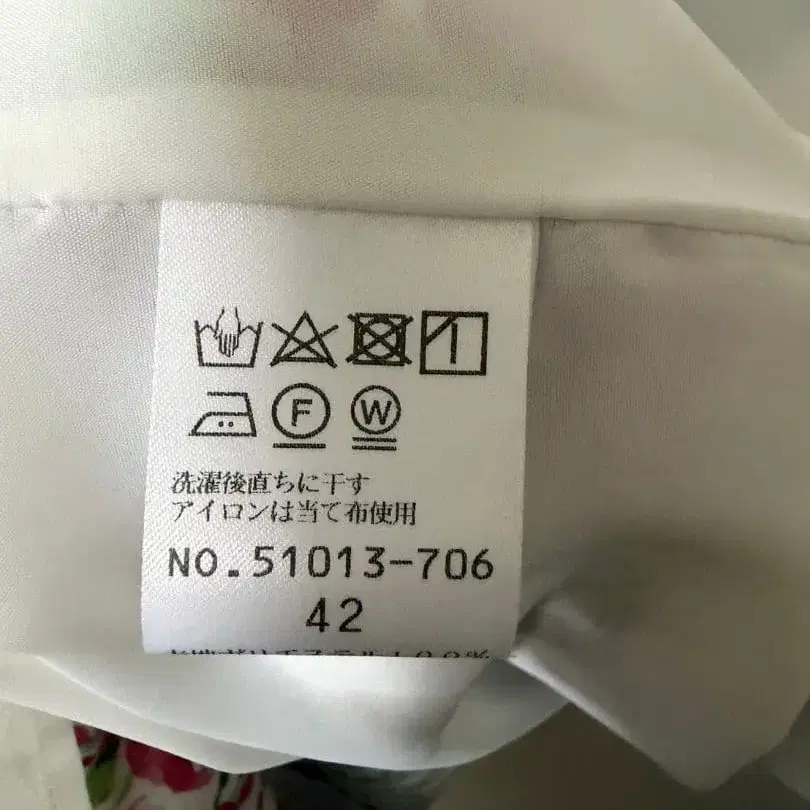 F W
洗濯後直ちに干す
アイロンは当て布使用
NO.51013-706
42